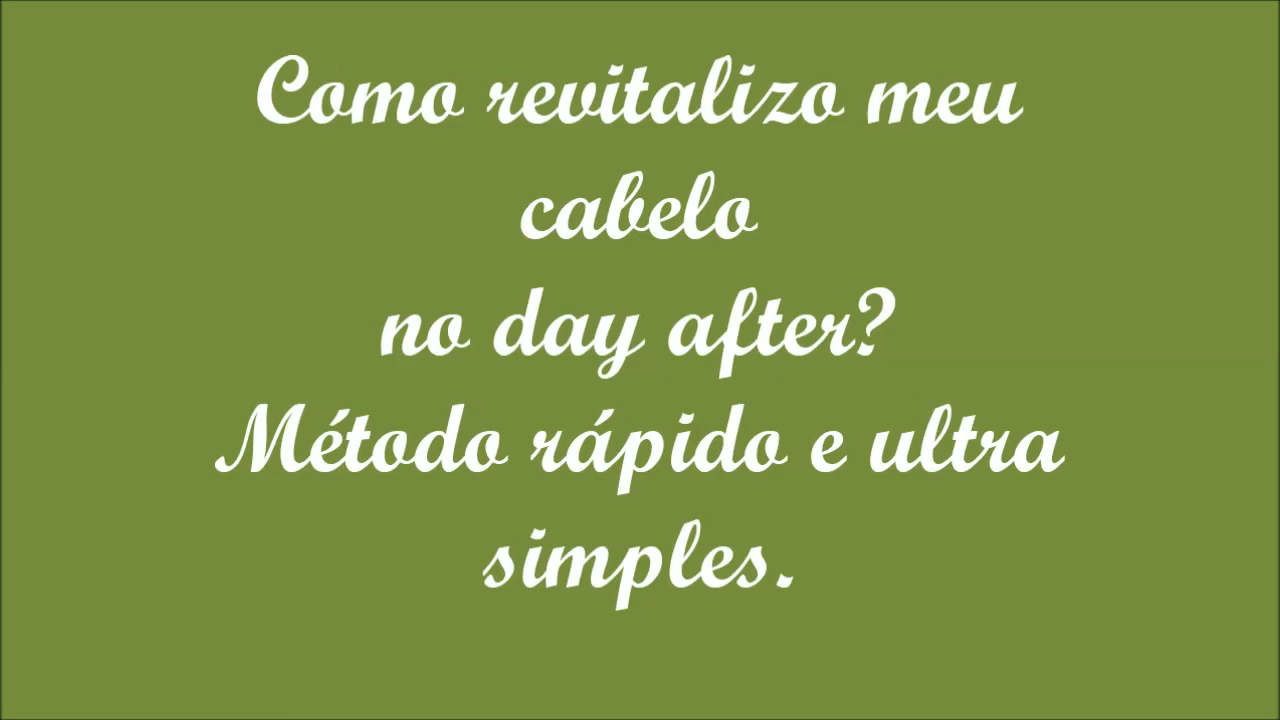 Como revitalizo meu
cabelo
no day after?
Método rápido e ultra
simples.